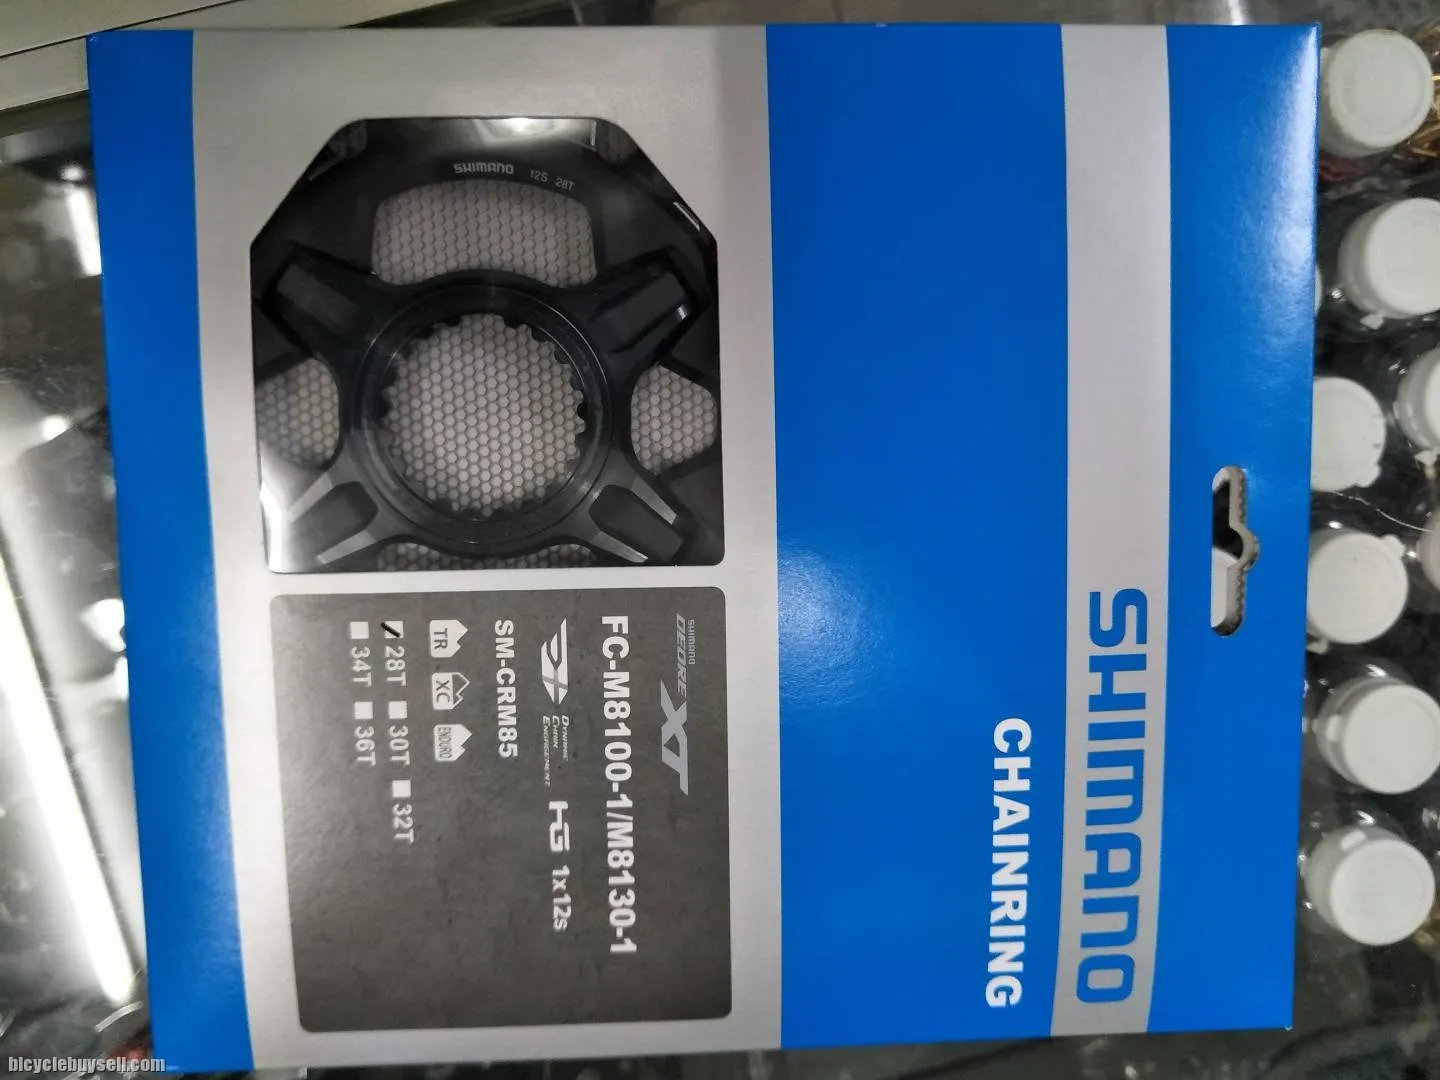 SHIMANO
CHAINRING
SHIMANO
DEORE XT
FC-M8100-1/M8130-1
DYNAMIC
CHAIN
ENGAGEMENT
HG 1x12s
SM-CRM85
TR XC ENDURO
28T 30T 32T
34T 36T
SHIMANO 12S 28T
bicyclebuysell.com